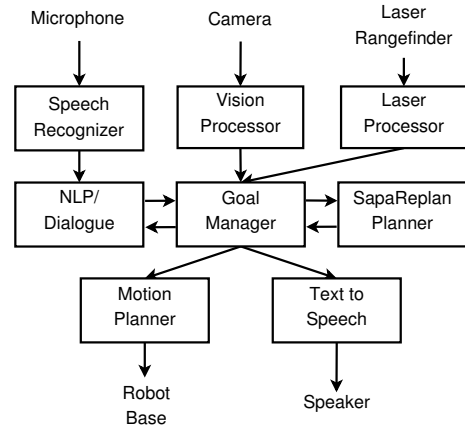 Microphone
Camera
Laser
Rangefinder
Speech
Recognizer
Vision
Processor
Laser
Processor
NLP/
Dialogue
Goal
Manager
SapaReplan
Planner
Motion
Planner
Text to
Speech
Robot
Base
Speaker